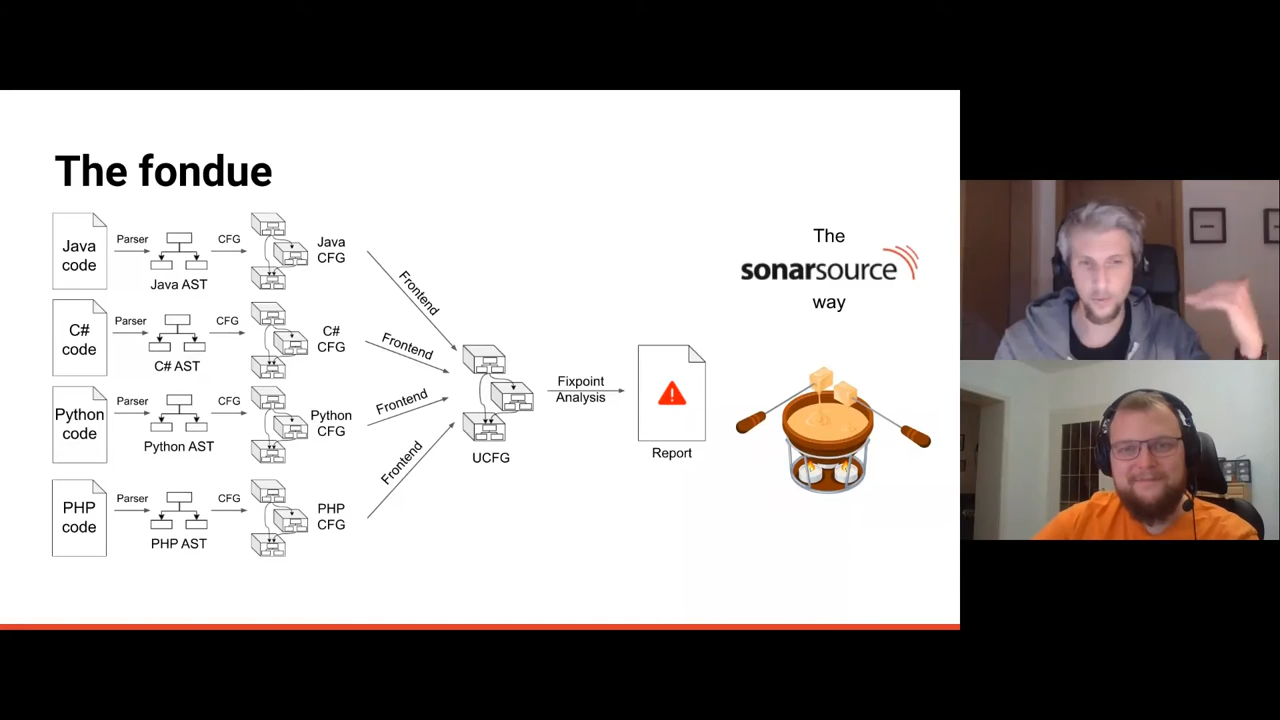 The fondue
Java
code
Parser
Java AST
CFG
Java
CFG
Frontend
C#
code
Parser
C# AST
CFG
C#
CFG
Frontend
Python
code
Parser
Python AST
CFG
Python
CFG
Frontend
PHP
code
Parser
PHP AST
CFG
PHP
CFG
Frontend
UCFG
Fixpoint
Analysis
Report
The
sonarsource
way